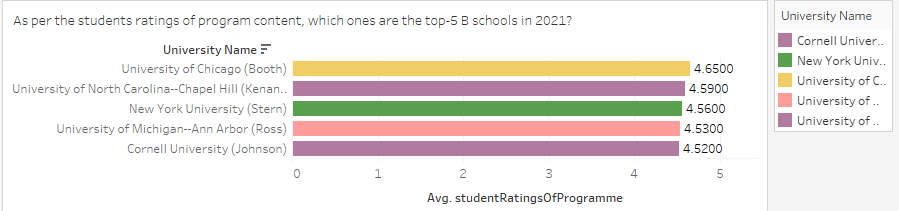 As per the students ratings of program content, which ones are the top-5 B schools in 2021?
University Name
University of Chicago (Booth) 4.6500
University of North Carolina--Chapel Hill (Kenan.. 4.5900
New York University (Stern) 4.5600
University of Michigan--Ann Arbor (Ross) 4.5300
Cornell University (Johnson) 4.5200
0 1 2 3 4 5
Avg. studentRatingsOfProgramme
University Name
Cornell Univer..
New York Univ..
University of C..
University of ..
University of ..